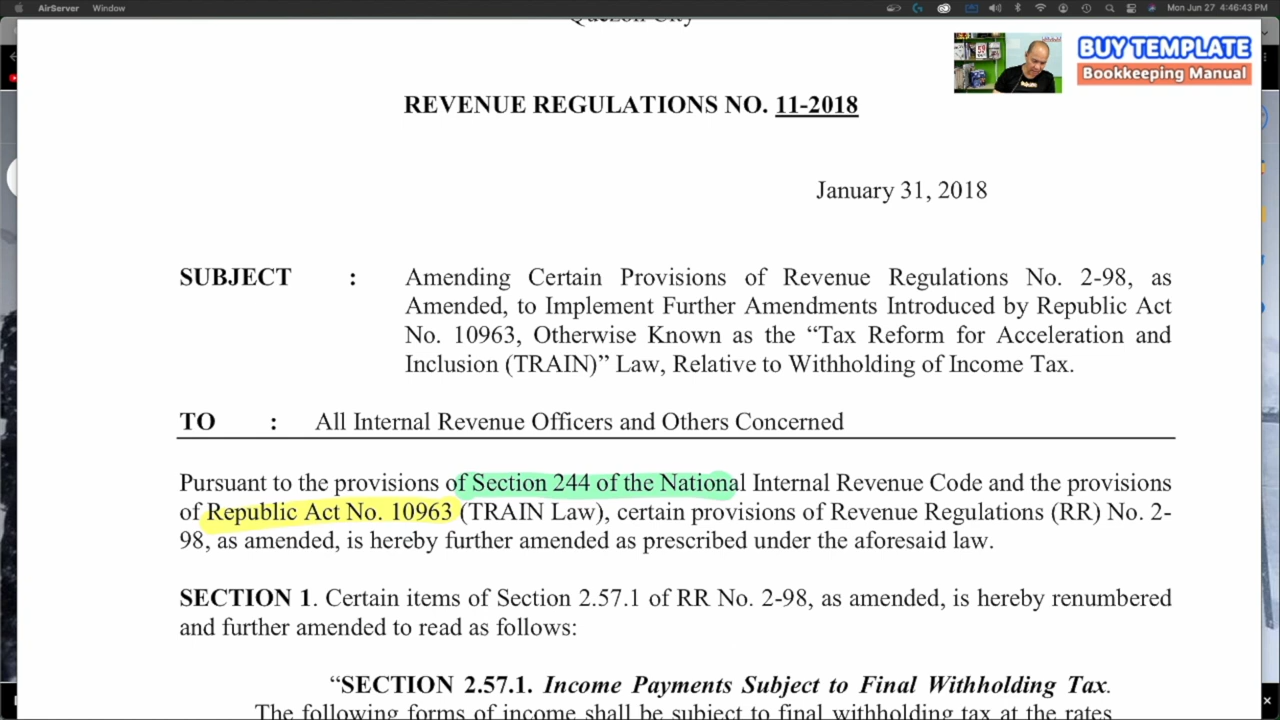 AirServer Window Mon Jun 27 4:46:43 PM
Quezon City
BUY TEMPLATE
Bookkeeping Manual
REVENUE REGULATIONS NO. 11-2018
January 31, 2018
SUBJECT : Amending Certain Provisions of Revenue Regulations No. 2-98, as
Amended, to Implement Further Amendments Introduced by Republic Act
No. 10963, Otherwise Known as the “Tax Reform for Acceleration and
Inclusion (TRAIN)” Law, Relative to Withholding of Income Tax.
TO : All Internal Revenue Officers and Others Concerned
Pursuant to the provisions of Section 244 of the National Internal Revenue Code and the provisions
of Republic Act No. 10963 (TRAIN Law), certain provisions of Revenue Regulations (RR) No. 2-
98, as amended, is hereby further amended as prescribed under the aforesaid law.
SECTION 1. Certain items of Section 2.57.1 of RR No. 2-98, as amended, is hereby renumbered
and further amended to read as follows:
“SECTION 2.57.1. Income Payments Subject to Final Withholding Tax.
The following forms of income shall be subject to final withholding tax at the rates